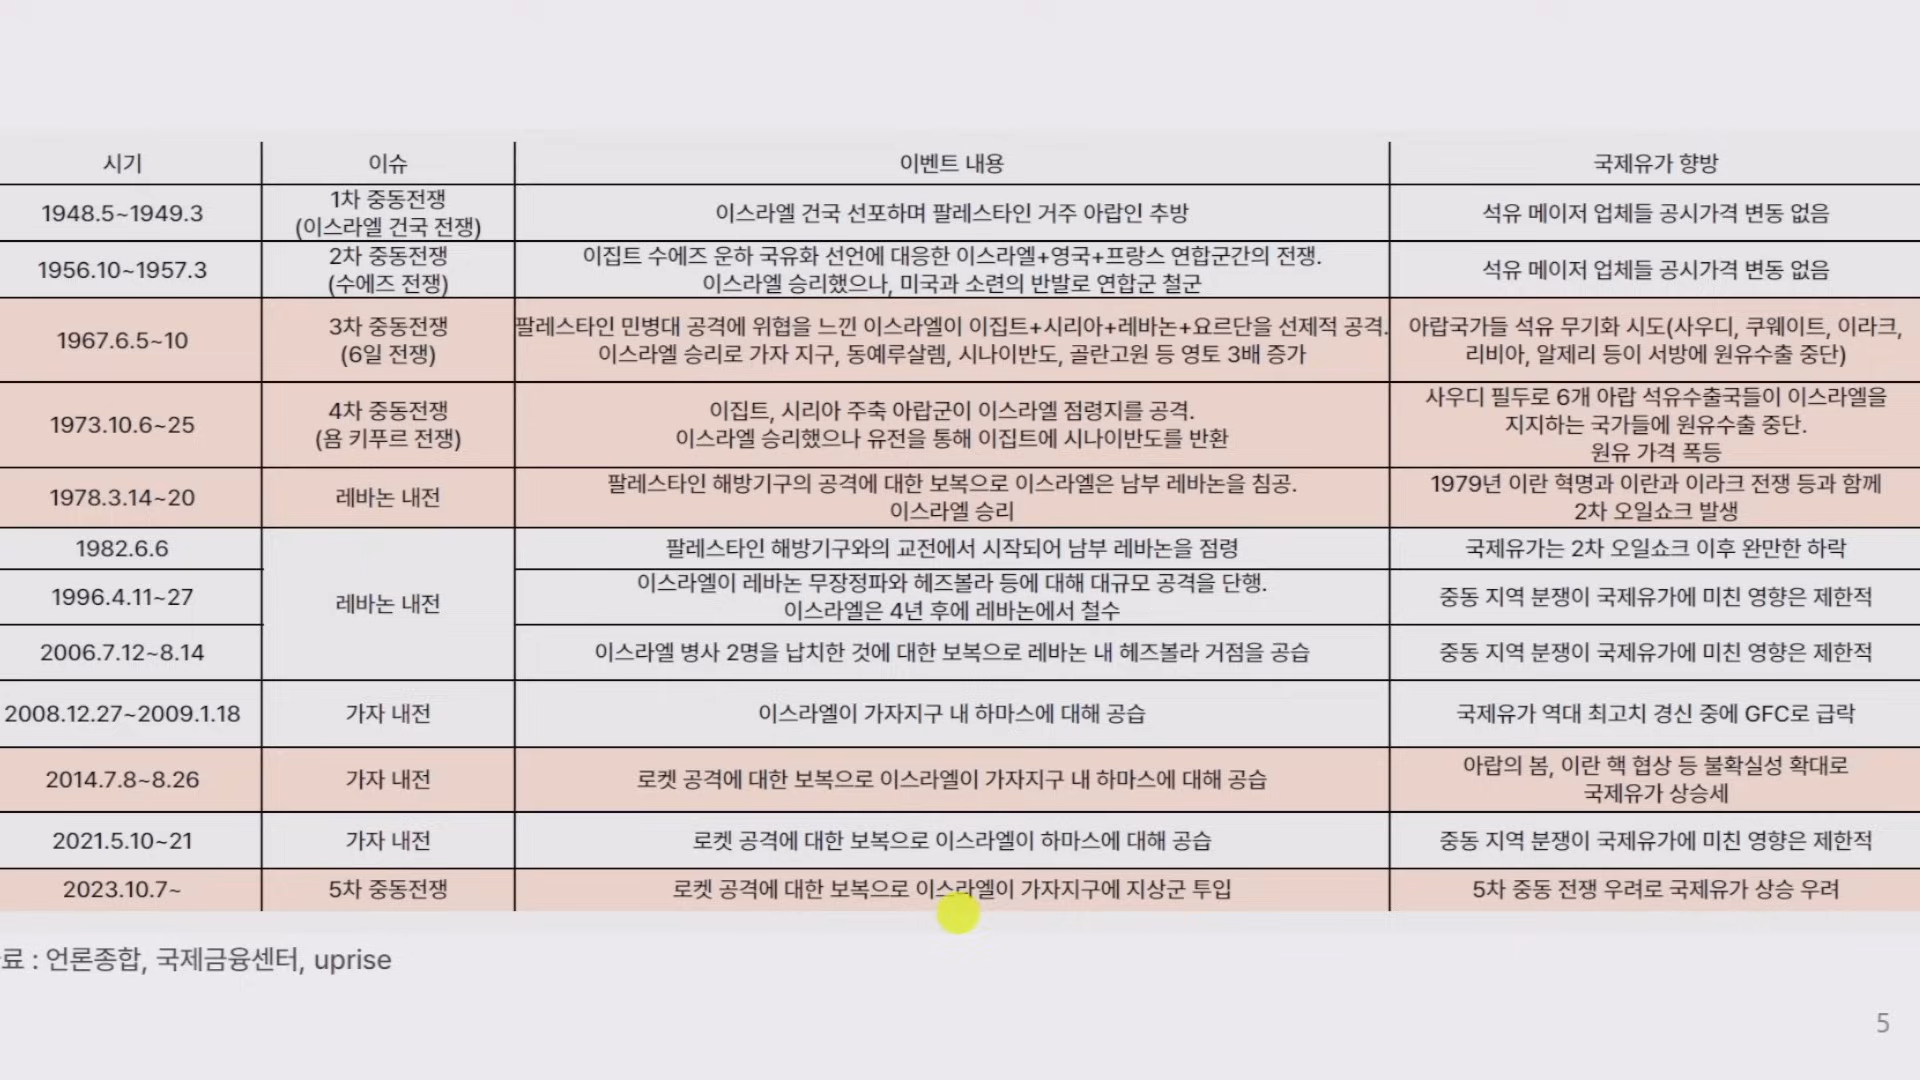 시기 이슈 이벤트 내용 국제유가 향방
1948.5~1949.3
1차 중동전쟁
(이스라엘 건국 전쟁)
이스라엘 건국 선포하며 팔레스타인 거주 아랍인 추방
석유 메이저 업체들 공시가격 변동 없음
1956.10~1957.3
2차 중동전쟁
(수에즈 전쟁)
이집트 수에즈 운하 국유화 선언에 대응한 이스라엘+영국+프랑스 연합군간의 전쟁.
이스라엘 승리했으나, 미국과 소련의 반발로 연합군 철군
석유 메이저 업체들 공시가격 변동 없음
1967.6.5~10
3차 중동전쟁
(6일 전쟁)
팔레스타인 민병대 공격에 위협을 느낀 이스라엘이 이집트+시리아+레바논+요르단을 선제적 공격.
이스라엘 승리로 가자 지구, 동예루살렘, 시나이반도, 골란고원 등 영토 3배 증가
아랍국가들 석유 무기화 시도(사우디, 쿠웨이트, 이라크,
리비아, 알제리 등이 서방에 원유수출 중단)
1973.10.6~25
4차 중동전쟁
(욤 키푸르 전쟁)
이집트, 시리아 주축 아랍군이 이스라엘 점령지를 공격.
이스라엘 승리했으나 유전을 통해 이집트에 시나이반도를 반환
사우디 필두로 6개 아랍 석유수출국들이 이스라엘을
지지하는 국가들에 원유수출 중단.
원유 가격 폭등
1978.3.14~20
레바논 내전
팔레스타인 해방기구의 공격에 대한 보복으로 이스라엘은 남부 레바논을 침공.
이스라엘 승리
1979년 이란 혁명과 이란과 이라크 전쟁 등과 함께
2차 오일쇼크 발생
1982.6.6
레바논 내전
팔레스타인 해방기구와의 교전에서 시작되어 남부 레바논을 점령
국제유가는 2차 오일쇼크 이후 완만한 하락
1996.4.11~27
이스라엘이 레바논 무장정파와 헤즈볼라 등에 대해 대규모 공격을 단행.
이스라엘은 4년 후에 레바논에서 철수
중동 지역 분쟁이 국제유가에 미친 영향은 제한적
2006.7.12~8.14
이스라엘 병사 2명을 납치한 것에 대한 보복으로 레바논 내 헤즈볼라 거점을 공습
중동 지역 분쟁이 국제유가에 미친 영향은 제한적
2008.12.27~2009.1.18
가자 내전
이스라엘이 가자지구 내 하마스에 대해 공습
국제유가 역대 최고치 경신 중에 GFC로 급락
2014.7.8~8.26
가자 내전
로켓 공격에 대한 보복으로 이스라엘이 가자지구 내 하마스에 대해 공습
아랍의 봄, 이란 핵 협상 등 불확실성 확대로
국제유가 상승세
2021.5.10~21
가자 내전
로켓 공격에 대한 보복으로 이스라엘이 하마스에 대해 공습
중동 지역 분쟁이 국제유가에 미친 영향은 제한적
2023.10.7~
5차 중동전쟁
로켓 공격에 대한 보복으로 이스라엘이 가자지구에 지상군 투입
5차 중동 전쟁 우려로 국제유가 상승 우려
료 : 언론종합, 국제금융센터, uprise
5